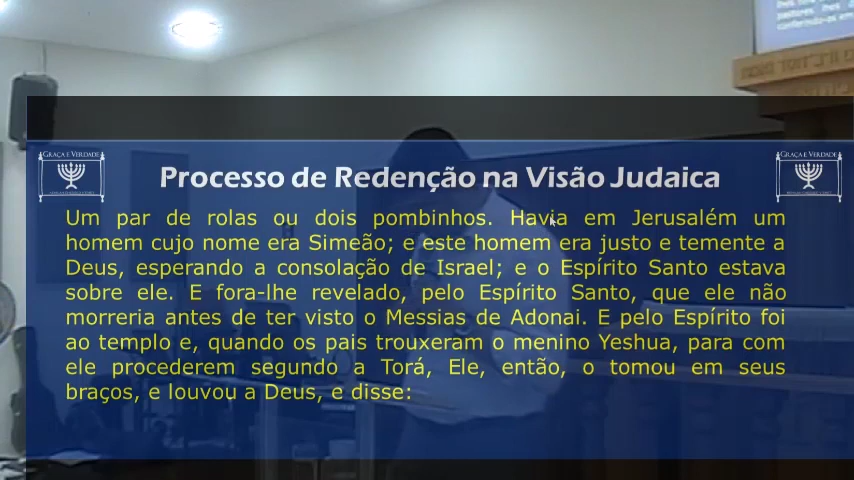 GRAÇA E VERDADE
GRAÇA E VERDADE
Processo de Redenção na Visão Judaica
Um par de rolas ou dois pombinhos. Havia em Jerusalém um
homem cujo nome era Simeão; e este homem era justo e temente a
Deus, esperando a consolação de Israel; e o Espírito Santo estava
sobre ele. E fora-lhe revelado, pelo Espírito Santo, que ele não
morreria antes de ter visto o Messias de Adonai. E pelo Espírito foi
ao templo e, quando os pais trouxeram o menino Yeshua, para com
ele procederem segundo a Torá, Ele, então, o tomou em seus
braços, e louvou a Deus, e disse: